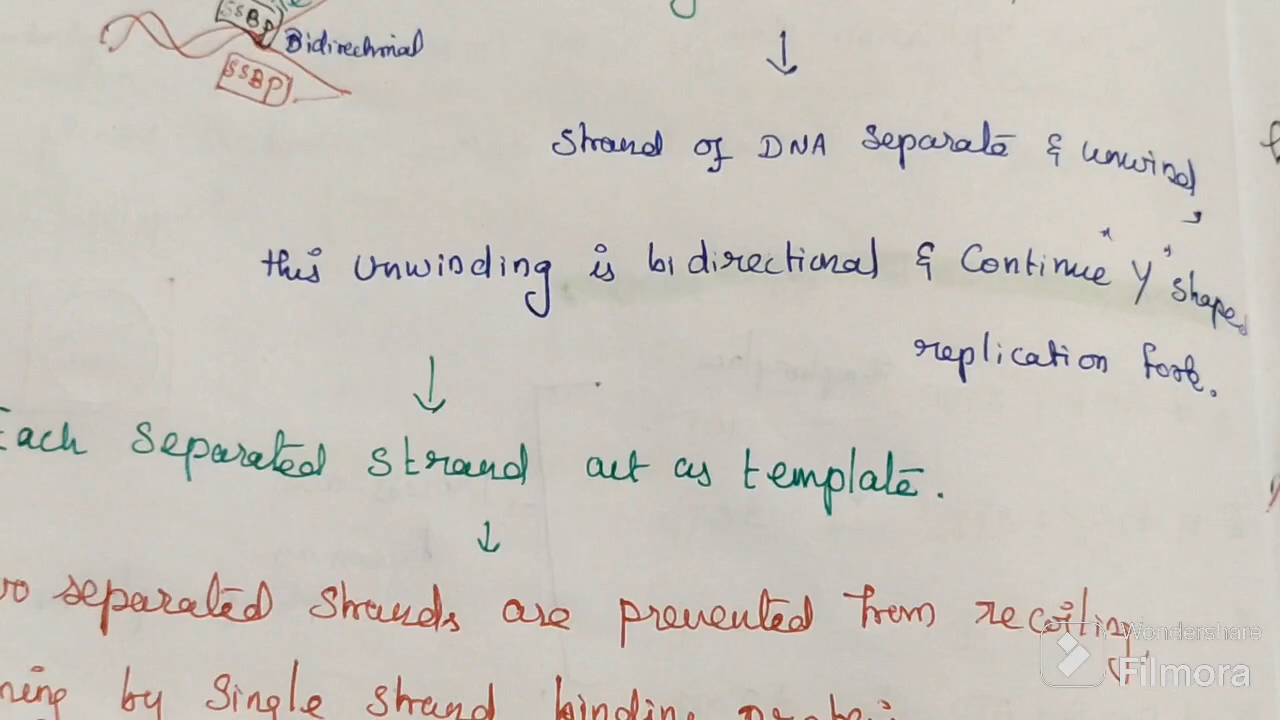 SSBP
Bidirectional
SSBP
↓
Strand of DNA Separate & unwind
this unwinding is bidirectional & Continue "Y" shaped
replication fork.
↓
Each Separated strand act as template.
↓
separated strands are prevented from recoiling
by Single strand binding
Wondershare
Filmora